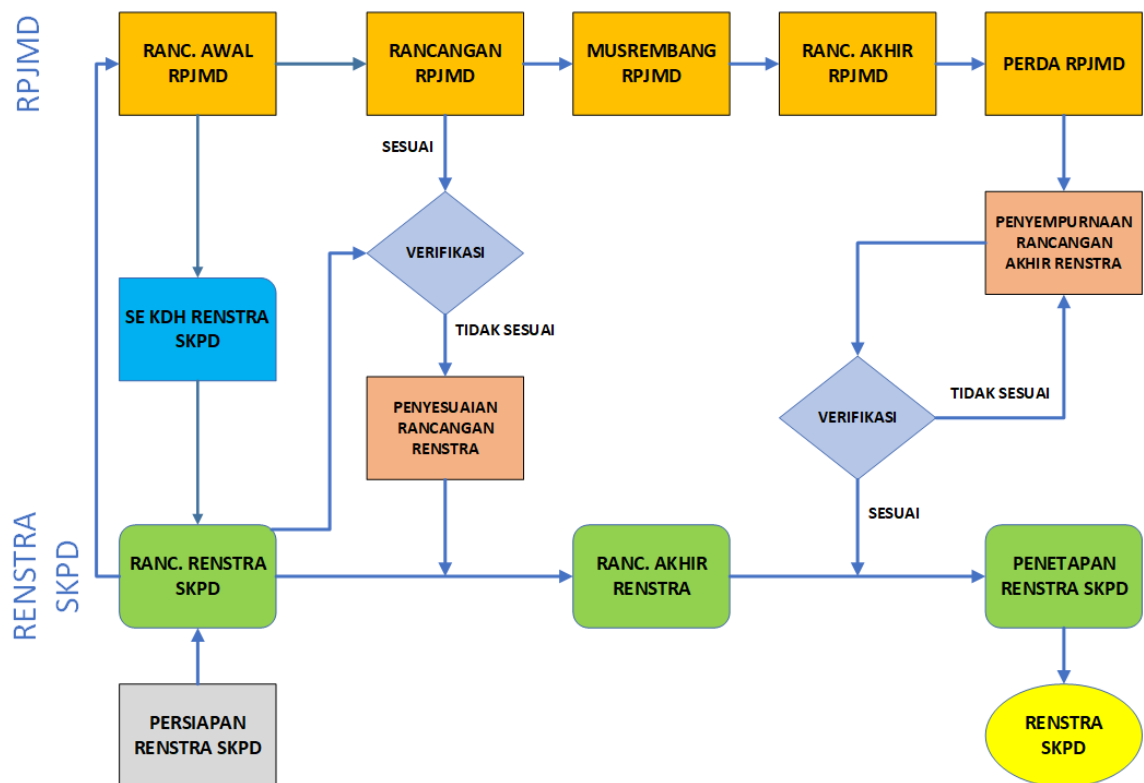 RPJMD
RANC. AWAL
RPJMD
RANCANGAN
RPJMD
MUSREMBANG
RPJMD
RANC. AKHIR
RPJMD
PERDA RPJMD
SESUAI
VERIFIKASI
PENYEMPURNAAN
RANCANGAN
AKHIR RENSTRA
SE KDH RENSTRA
SKPD
TIDAK SESUAI
PENYESUAIAN
RANCANGAN
RENSTRA
VERIFIKASI
TIDAK SESUAI
SESUAI
RENSTRA
SKPD
RANC. RENSTRA
SKPD
RANC. AKHIR
RENSTRA
PENETAPAN
RENSTRA SKPD
PERSIAPAN
RENSTRA SKPD
RENSTRA
SKPD